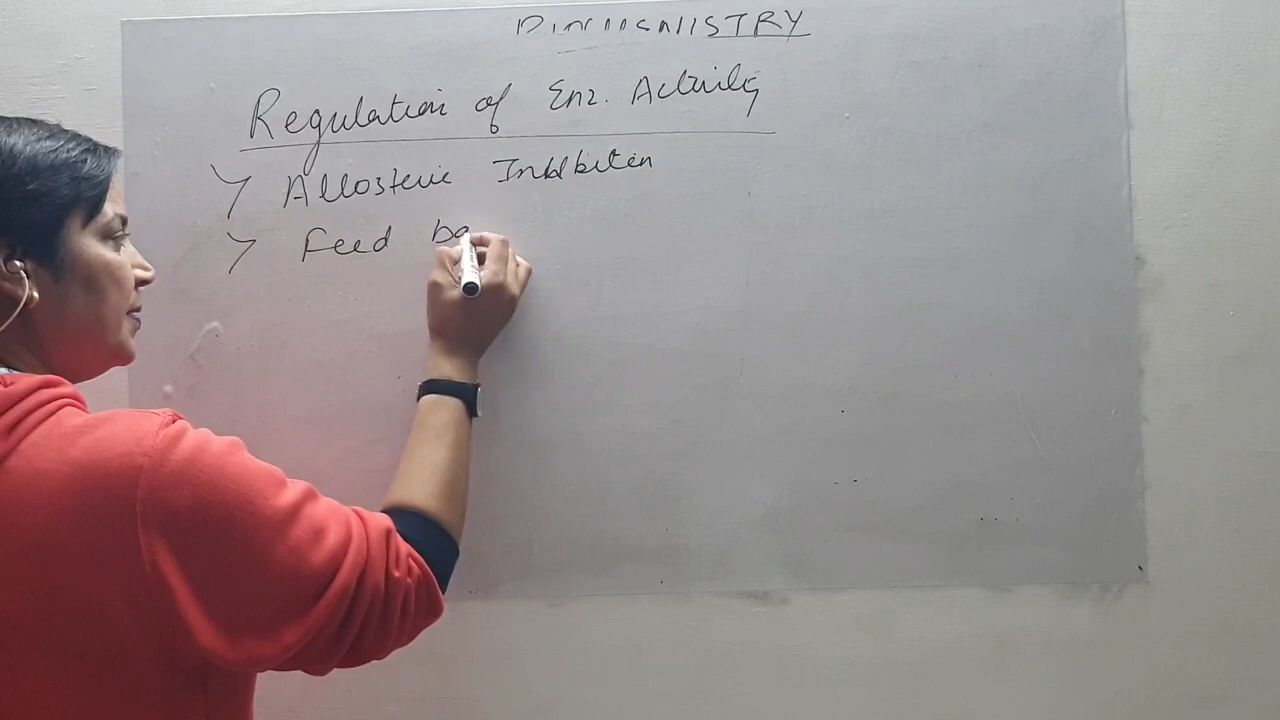 Regulation of Enz. Activity
> Allosteric Inhibition
> Feed ba